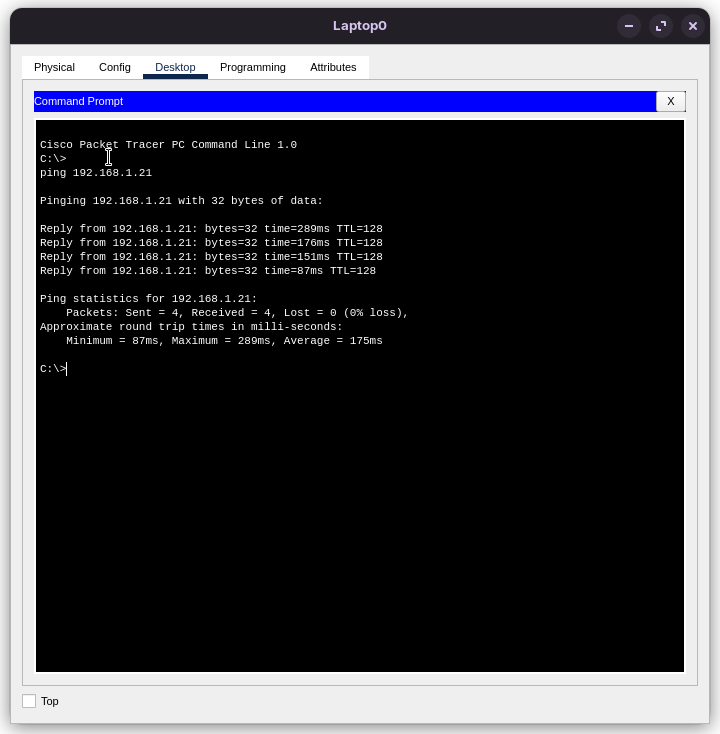 Laptop0
Physical Config Desktop Programming Attributes
Command Prompt X
Cisco Packet Tracer PC Command Line 1.0
C:\>
ping 192.168.1.21
Pinging 192.168.1.21 with 32 bytes of data:
Reply from 192.168.1.21: bytes=32 time=289ms TTL=128
Reply from 192.168.1.21: bytes=32 time=176ms TTL=128
Reply from 192.168.1.21: bytes=32 time=151ms TTL=128
Reply from 192.168.1.21: bytes=32 time=87ms TTL=128
Ping statistics for 192.168.1.21:
    Packets: Sent = 4, Received = 4, Lost = 0 (0% loss),
Approximate round trip times in milli-seconds:
    Minimum = 87ms, Maximum = 289ms, Average = 175ms
C:\>
Top